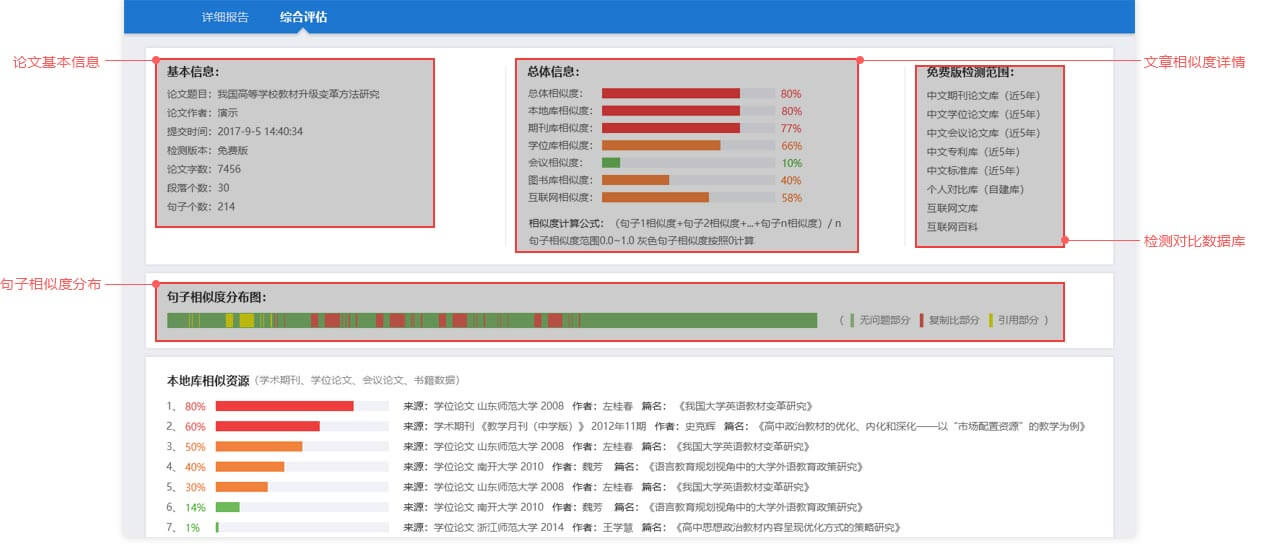 详细报告 综合评估
论文基本信息
基本信息：
论文题目：我国高等学校教材升级变革方法研究
论文作者：演示
提交时间：2017-9-5 14:40:34
检测版本：免费版
论文字数：7456
段落个数：30
句子个数：214
总体信息：
总体相似度： 80%
本地库相似度： 80%
期刊库相似度： 77%
学位库相似度： 66%
会议相似度： 10%
图书库相似度： 40%
互联网相似度： 58%
相似度计算公式：（句子1相似度+句子2相似度+...+句子n相似度）/ n
句子相似度范围0.0~1.0 灰色句子相似度按照0计算
文章相似度详情
免费版检测范围：
中文期刊论文库（近5年）
中文学位论文库（近5年）
中文会议论文库（近5年）
中文专利库（近5年）
中文标准库（近5年）
个人对比库（自建库）
互联网文库
互联网百科
检测对比数据库
句子相似度分布
句子相似度分布图：
（ 无问题部分 复制比部分 引用部分 ）
本地库相似资源（学术期刊、学位论文、会议论文、书籍数据）
1、 80% 来源：学位论文 山东师范大学 2008 作者：左桂春 篇名：《我国大学英语教材变革研究》
2、 60% 来源：学术期刊 《教学月刊（中学版）》 2012年11期 作者：史克晖 篇名：《高中政治教材的优化、内化和深化——以“市场配置资源”的教学为例》
3、 50% 来源：学位论文 山东师范大学 2008 作者：左桂春 篇名：《我国大学英语教材变革研究》
4、 40% 来源：学位论文 南开大学 2010 作者：魏芳 篇名：《语言教育规划视角中的大学外语教育政策研究》
5、 30% 来源：学位论文 山东师范大学 2008 作者：左桂春 篇名：《我国大学英语教材变革研究》
6、 14% 来源：学位论文 南开大学 2010 作者：魏芳 篇名：《语言教育规划视角中的大学外语教育政策研究》
7、 1% 来源：学位论文 浙江师范大学 2014 作者：王学慧 篇名：《高中思想政治教材内容呈现优化方式的策略研究》